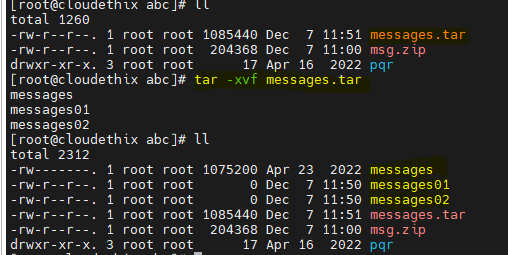 [root@cloudethix abc]# ll
total 1260
-rw-r--r--. 1 root root 1085440 Dec  7 11:51 messages.tar
-rw-r--r--. 1 root root  204368 Dec  7 11:00 msg.zip
drwxr-xr-x. 3 root root      17 Apr 16  2022 pqr
[root@cloudethix abc]# tar -xvf messages.tar
messages
messages01
messages02
[root@cloudethix abc]# ll
total 2312
-rw-------. 1 root root 1075200 Apr 23  2022 messages
-rw-r--r--. 1 root root       0 Dec  7 11:50 messages01
-rw-r--r--. 1 root root       0 Dec  7 11:50 messages02
-rw-r--r--. 1 root root 1085440 Dec  7 11:51 messages.tar
-rw-r--r--. 1 root root  204368 Dec  7 11:00 msg.zip
drwxr-xr-x. 3 root root      17 Apr 16  2022 pqr